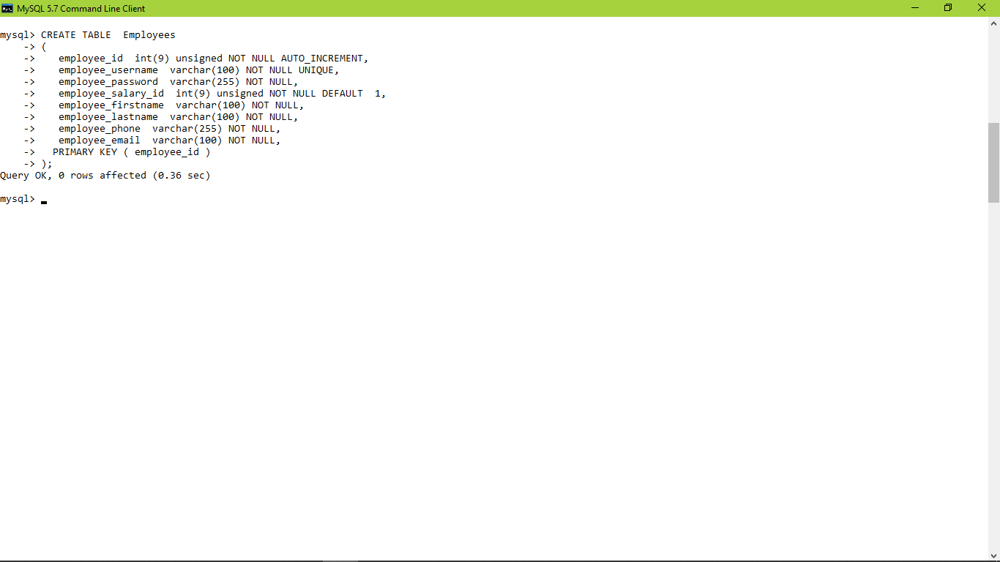 MySQL 5.7 Command Line Client
mysql> CREATE TABLE  Employees
    -> (
    ->    employee_id  int(9) unsigned NOT NULL AUTO_INCREMENT,
    ->    employee_username  varchar(100) NOT NULL UNIQUE,
    ->    employee_password  varchar(255) NOT NULL,
    ->    employee_salary_id  int(9) unsigned NOT NULL DEFAULT  1,
    ->    employee_firstname  varchar(100) NOT NULL,
    ->    employee_lastname  varchar(100) NOT NULL,
    ->    employee_phone  varchar(255) NOT NULL,
    ->    employee_email  varchar(100) NOT NULL,
    ->   PRIMARY KEY ( employee_id )
    -> );
Query OK, 0 rows affected (0.36 sec)
mysql>